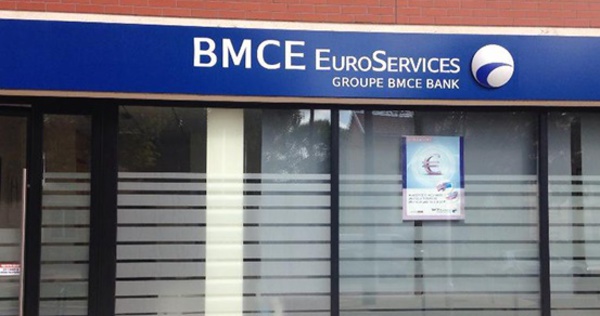 BMCE EUROSERVICES
GROUPE BMCE BANK
€